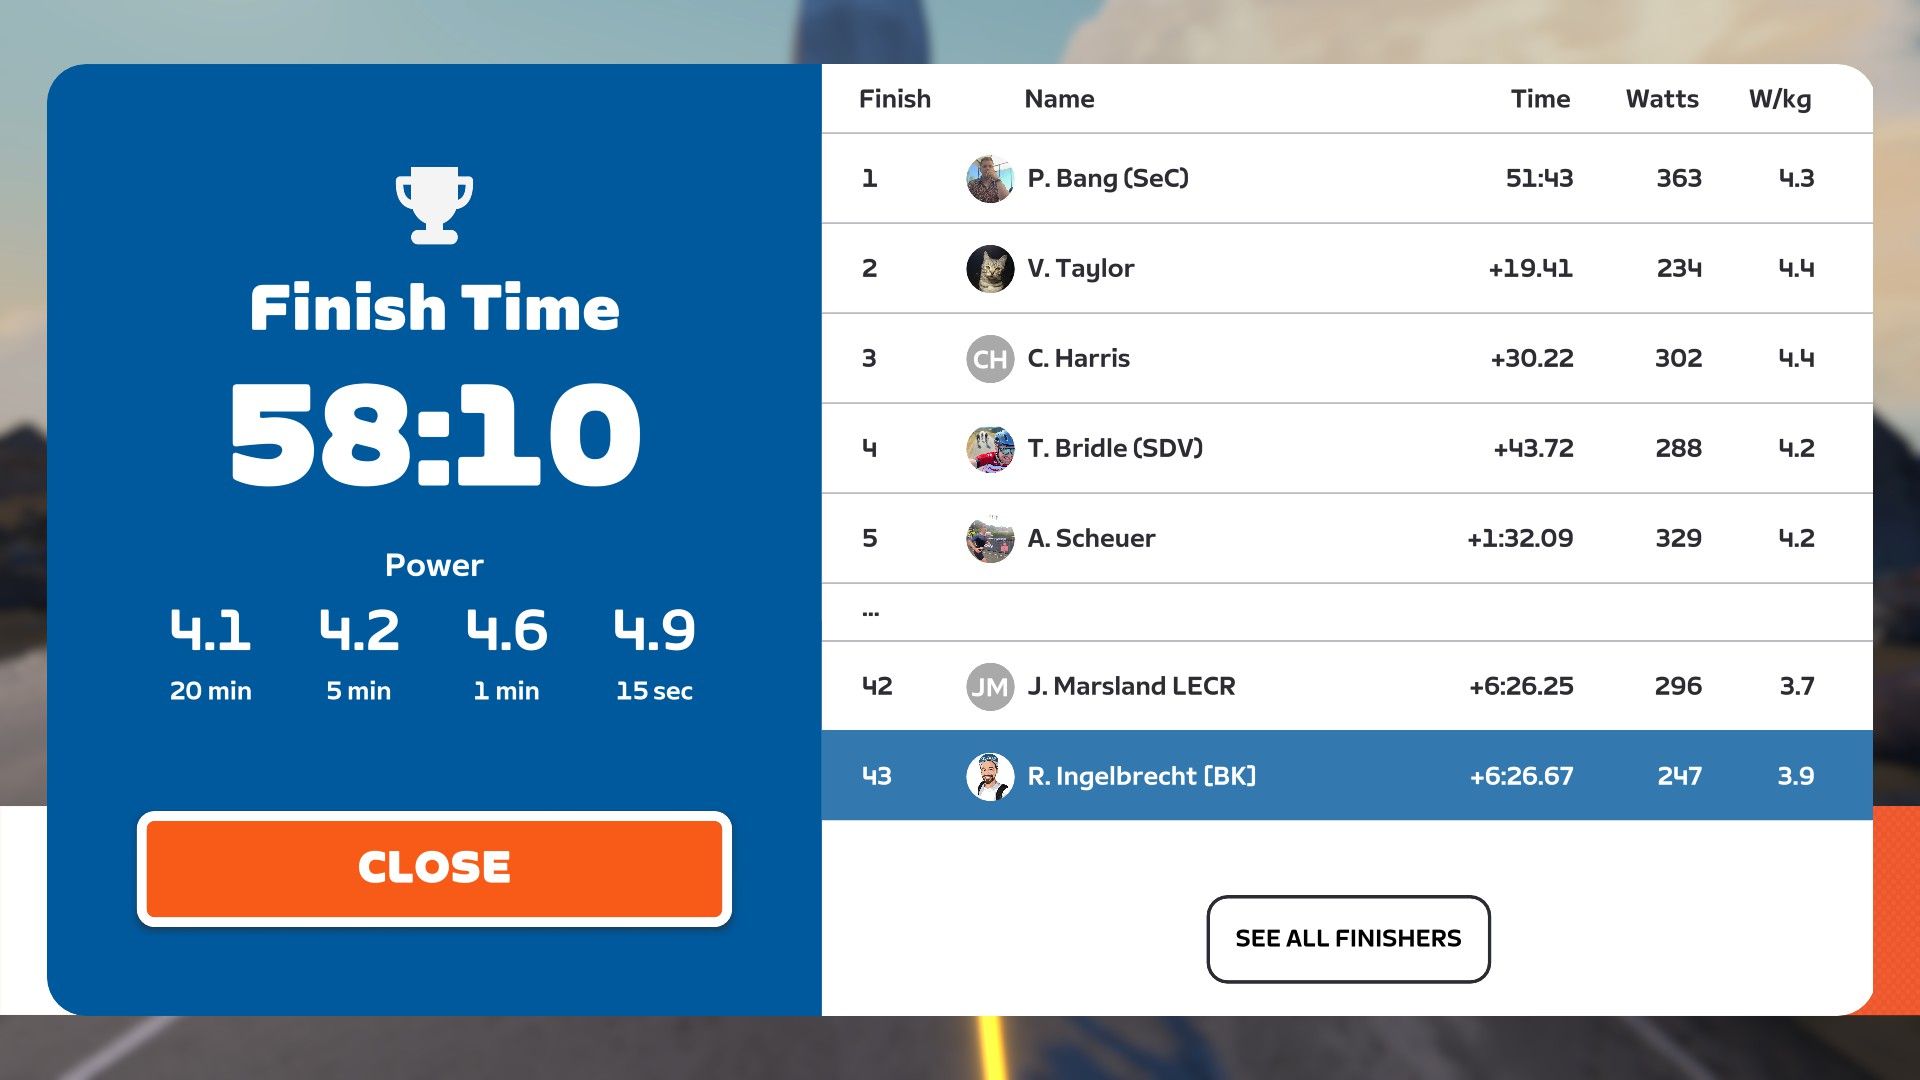 Finish Time
58:10
Power
4.1 4.2 4.6 4.9
20 min 5 min 1 min 15 sec
CLOSE
Finish Name Time Watts W/kg
1 P. Bang (SeC) 51:43 363 4.3
2 V. Taylor +19.41 234 4.4
3 CH C. Harris +30.22 302 4.4
4 T. Bridle (SDV) +43.72 288 4.2
5 A. Scheuer +1:32.09 329 4.2
...
42 JM J. Marsland LECR +6:26.25 296 3.7
43 R. Ingelbrecht [BK] +6:26.67 247 3.9
SEE ALL FINISHERS